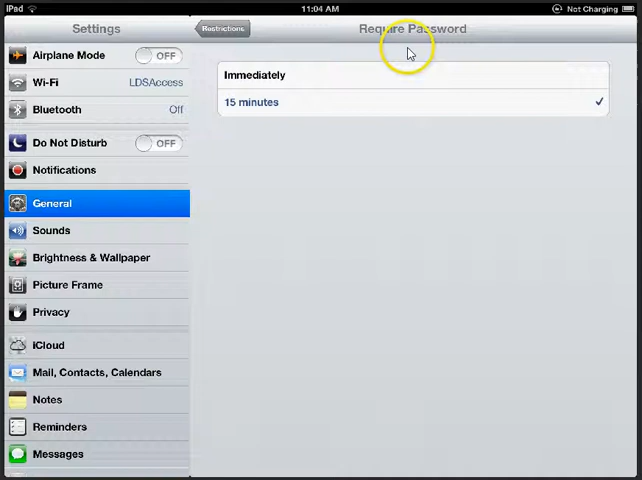 iPad 11:04 AM Not Charging
Settings Restrictions Require Password
Airplane Mode OFF
Immediately
Wi-Fi LDSAccess
15 minutes
Bluetooth Off
Do Not Disturb OFF
Notifications
General
Sounds
Brightness & Wallpaper
Picture Frame
Privacy
iCloud
Mail, Contacts, Calendars
Notes
Reminders
Messages